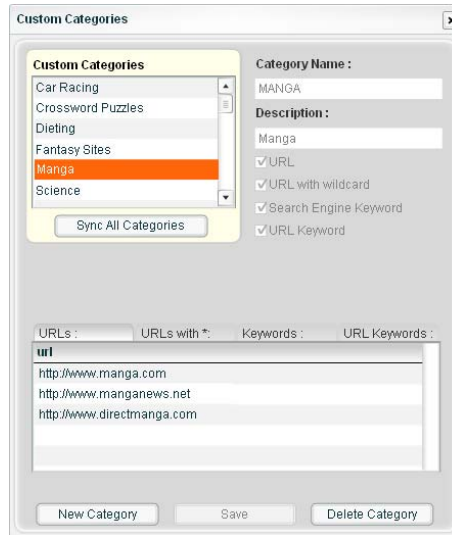 Custom Categories
Custom Categories
Car Racing
Crossword Puzzles
Dieting
Fantasy Sites
Manga
Science
Sync All Categories
Category Name :
MANGA
Description :
Manga
URL
URL with wildcard
Search Engine Keyword
URL Keyword
URLs : URLs with *: Keywords : URL Keywords :
url
http://www.manga.com
http://www.manganews.net
http://www.directmanga.com
New Category Save Delete Category